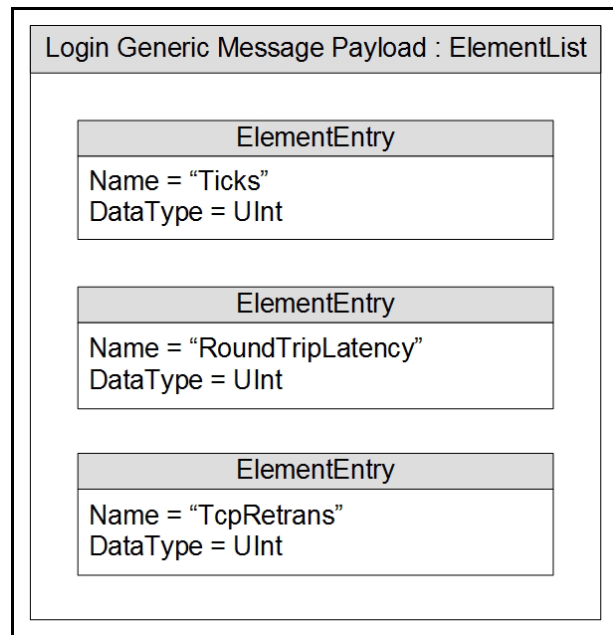 Login Generic Message Payload : ElementList
ElementEntry
Name = “Ticks”
DataType = UInt
ElementEntry
Name = “RoundTripLatency”
DataType = UInt
ElementEntry
Name = “TcpRetrans”
DataType = UInt